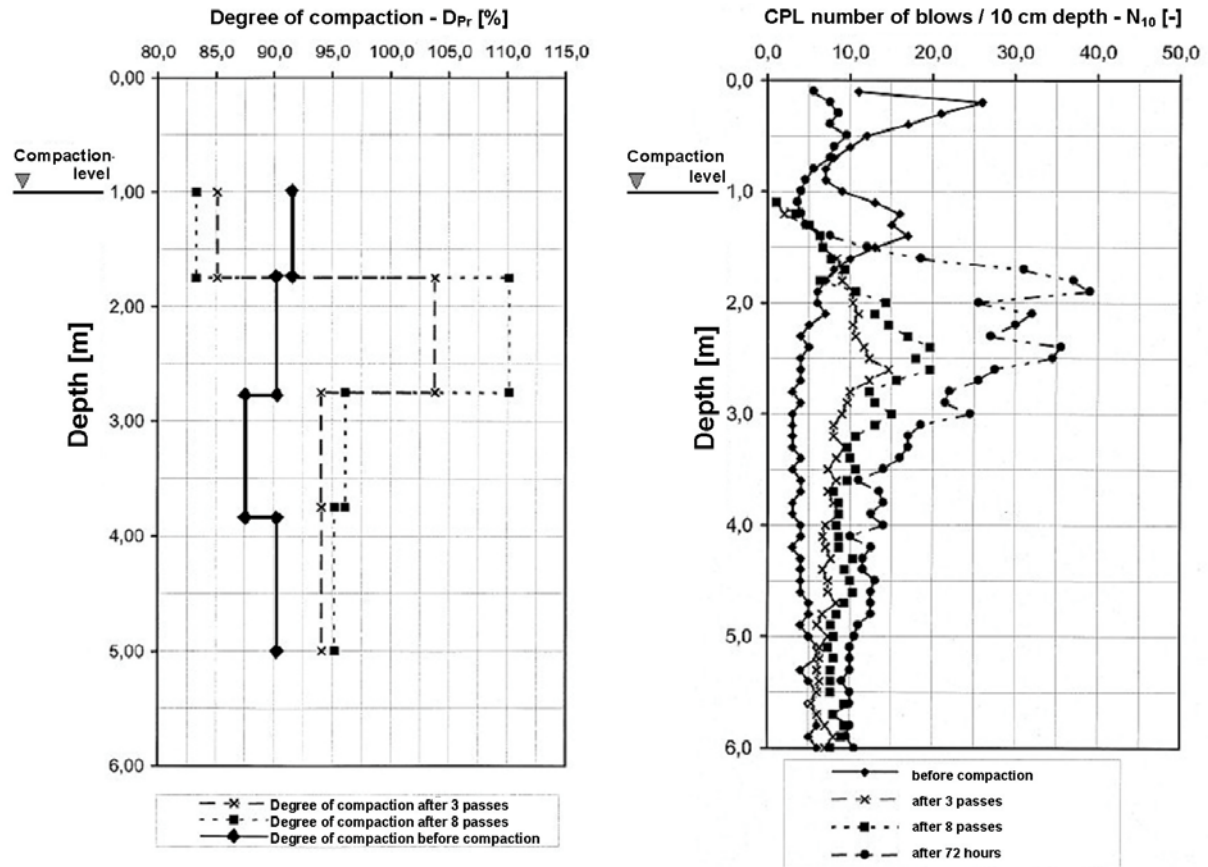 Degree of compaction - DPr [%]
80,0 85,0 90,0 95,0 100,0 105,0 110,0 115,0
0,00
Compaction-
level
1,00
2,00
Depth [m]
3,00
4,00
5,00
6,00
Degree of compaction after 3 passes
Degree of compaction after 8 passes
Degree of compaction before compaction
CPL number of blows / 10 cm depth - N10 [-]
0,0 10,0 20,0 30,0 40,0 50,0
0,0
Compaction
level
1,0
2,0
Depth [m]
3,0
4,0
5,0
6,0
before compaction
after 3 passes
after 8 passes
after 72 hours